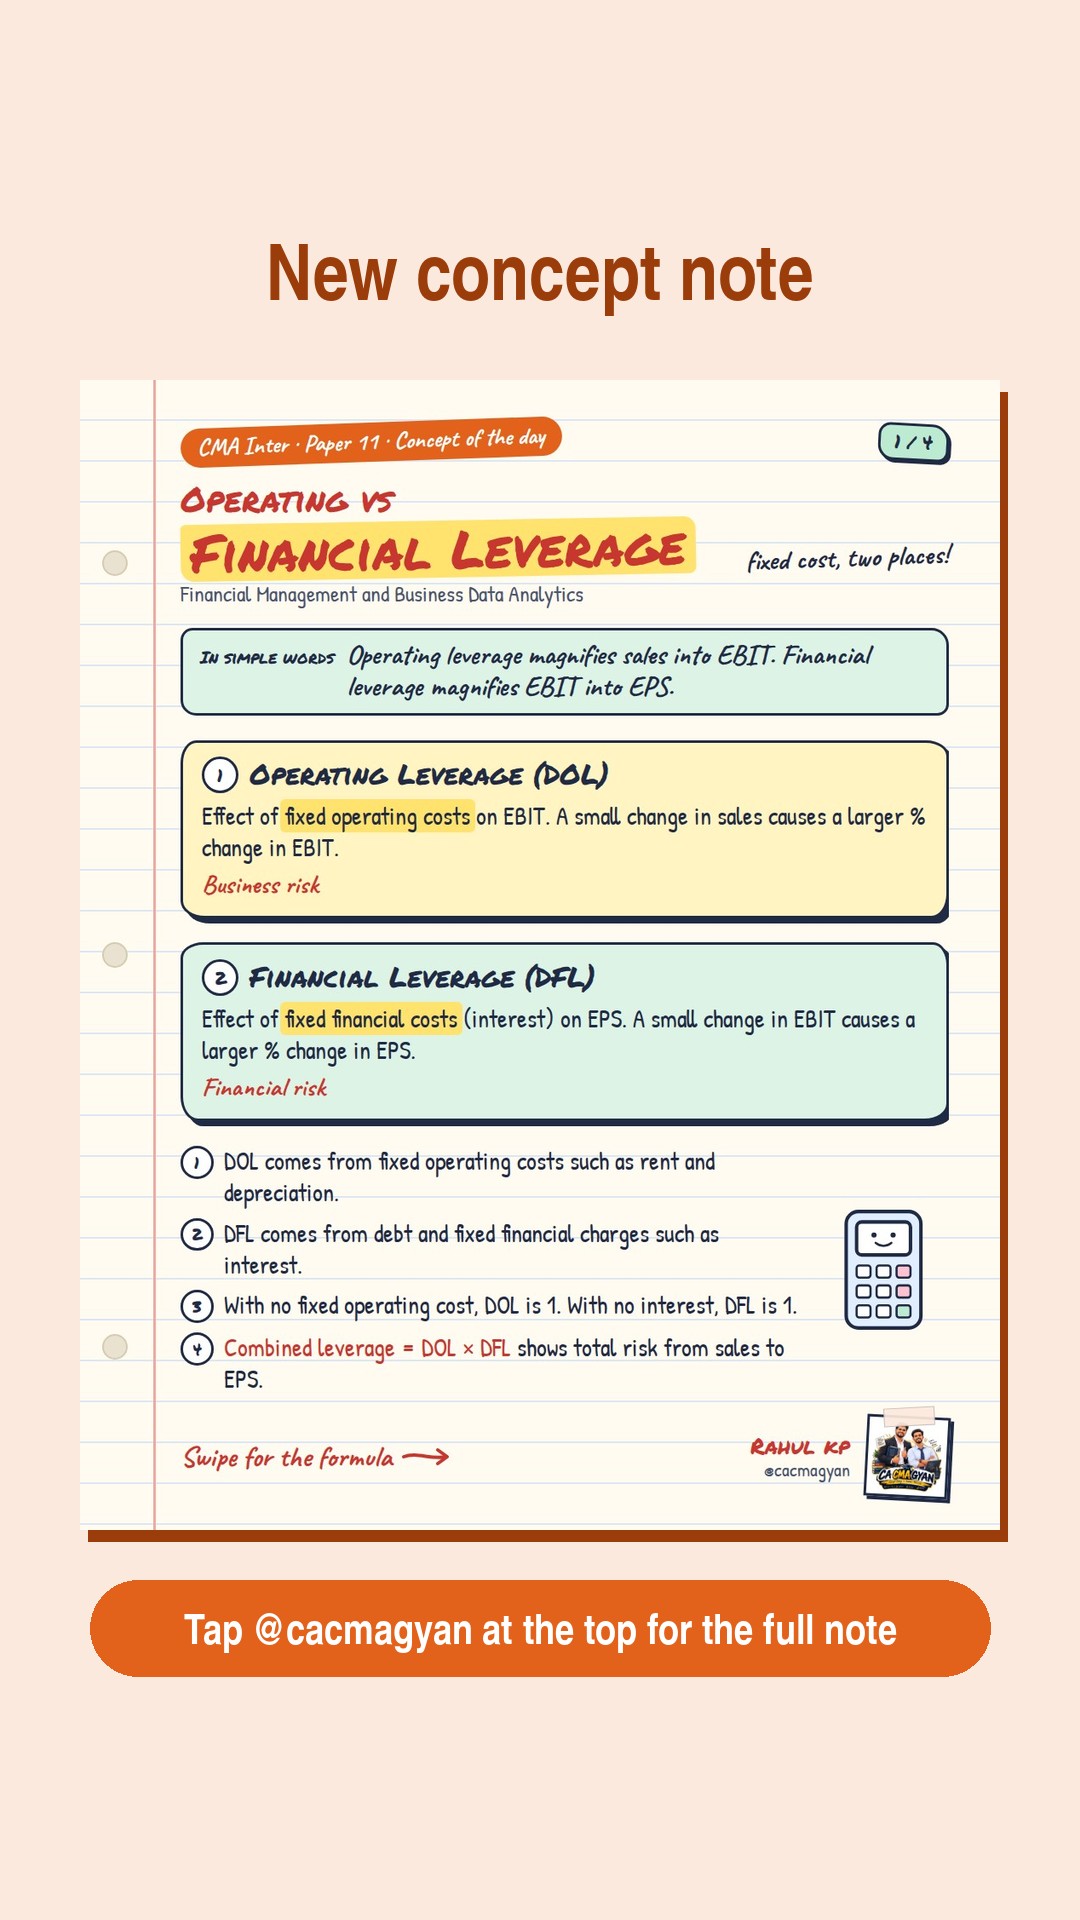 New concept note
CMA Inter · Paper 11 · Concept of the day
1 / 4
OPERATING VS
FINANCIAL LEVERAGE
fixed cost, two places!
Financial Management and Business Data Analytics
IN SIMPLE WORDS Operating leverage magnifies sales into EBIT. Financial
leverage magnifies EBIT into EPS.
1 OPERATING LEVERAGE (DOL)
Effect of fixed operating costs on EBIT. A small change in sales causes a larger %
change in EBIT.
Business risk
2 FINANCIAL LEVERAGE (DFL)
Effect of fixed financial costs (interest) on EPS. A small change in EBIT causes a
larger % change in EPS.
Financial risk
1 DOL comes from fixed operating costs such as rent and
depreciation.
2 DFL comes from debt and fixed financial charges such as
interest.
3 With no fixed operating cost, DOL is 1. With no interest, DFL is 1.
4 Combined leverage = DOL × DFL shows total risk from sales to
EPS.
Swipe for the formula
RAHUL KP
@cacmagyan
CA CMA GYAN
Tap @cacmagyan at the top for the full note